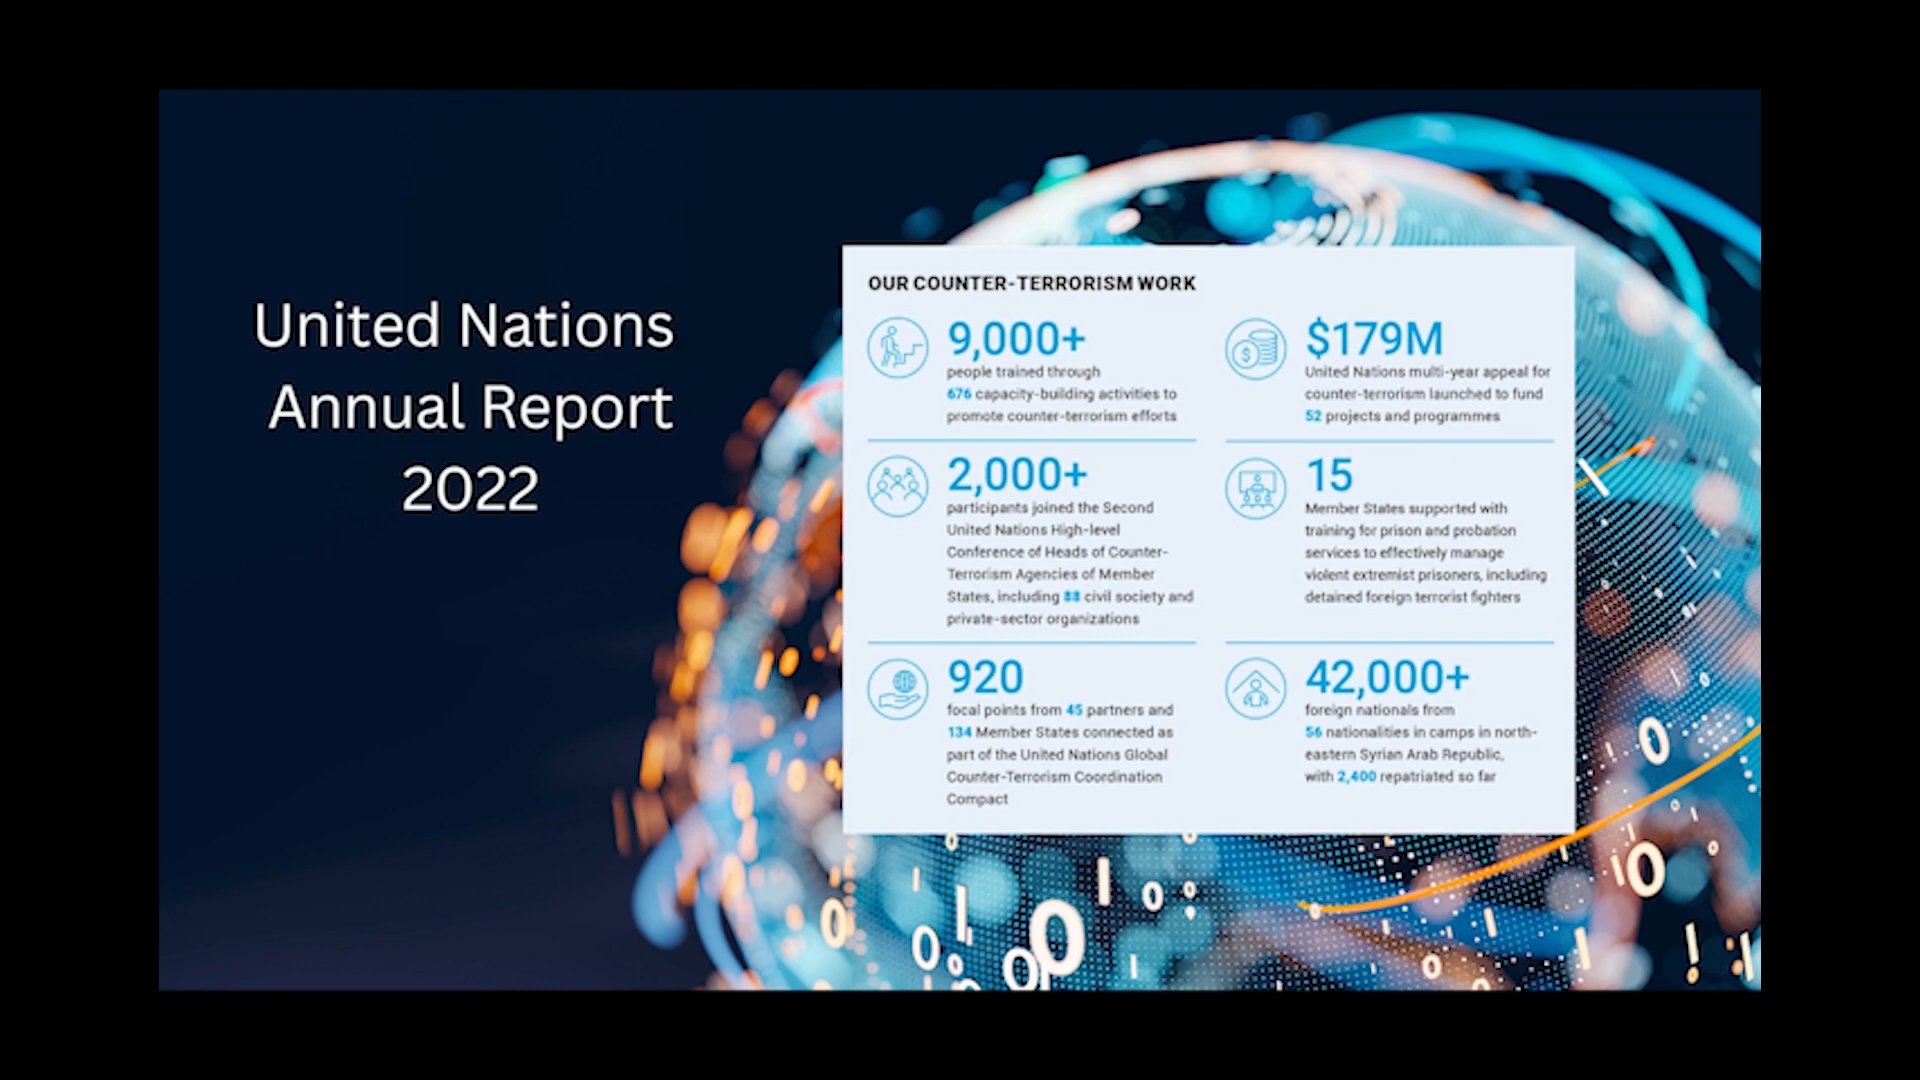 United Nations
Annual Report
2022
OUR COUNTER-TERRORISM WORK
9,000+
people trained through
676 capacity-building activities to
promote counter-terrorism efforts
$179M
United Nations multi-year appeal for
counter-terrorism launched to fund
52 projects and programmes
2,000+
participants joined the Second
United Nations High-level
Conference of Heads of Counter-
Terrorism Agencies of Member
States, including 88 civil society and
private-sector organizations
15
Member States supported with
training for prison and probation
services to effectively manage
violent extremist prisoners, including
detained foreign terrorist fighters
920
focal points from 45 partners and
134 Member States connected as
part of the United Nations Global
Counter-Terrorism Coordination
Compact
42,000+
foreign nationals from
56 nationalities in camps in north-
eastern Syrian Arab Republic,
with 2,400 repatriated so far